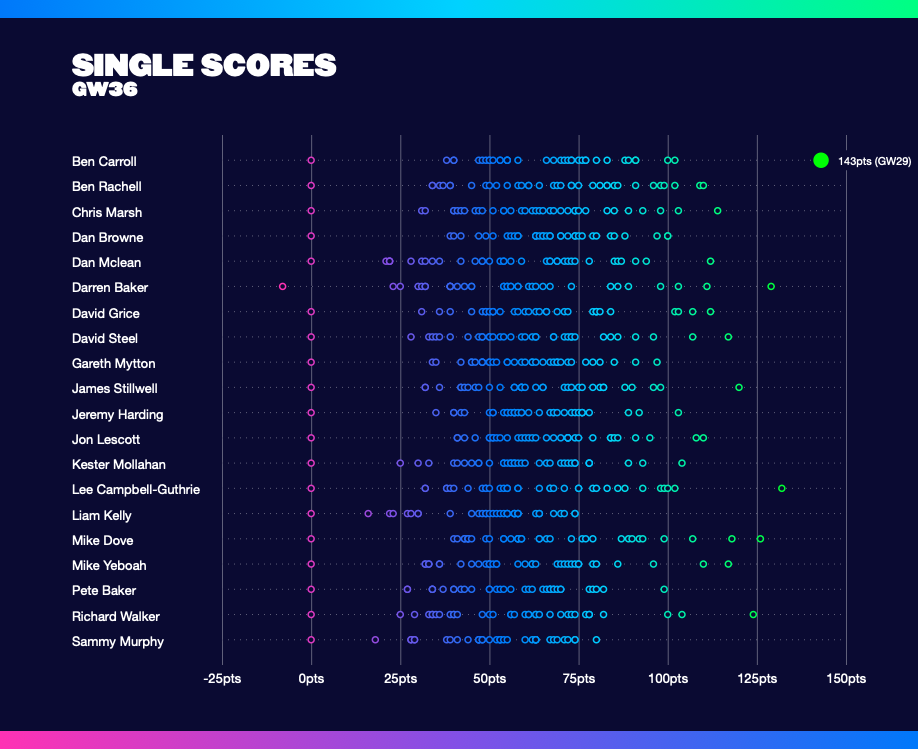 SINGLE SCORES
GW36
Ben Carroll
143pts (GW29)
Ben Rachell
Chris Marsh
Dan Browne
Dan Mclean
Darren Baker
David Grice
David Steel
Gareth Mytton
James Stillwell
Jeremy Harding
Jon Lescott
Kester Mollahan
Lee Campbell-Guthrie
Liam Kelly
Mike Dove
Mike Yeboah
Pete Baker
Richard Walker
Sammy Murphy
-25pts 0pts 25pts 50pts 75pts 100pts 125pts 150pts